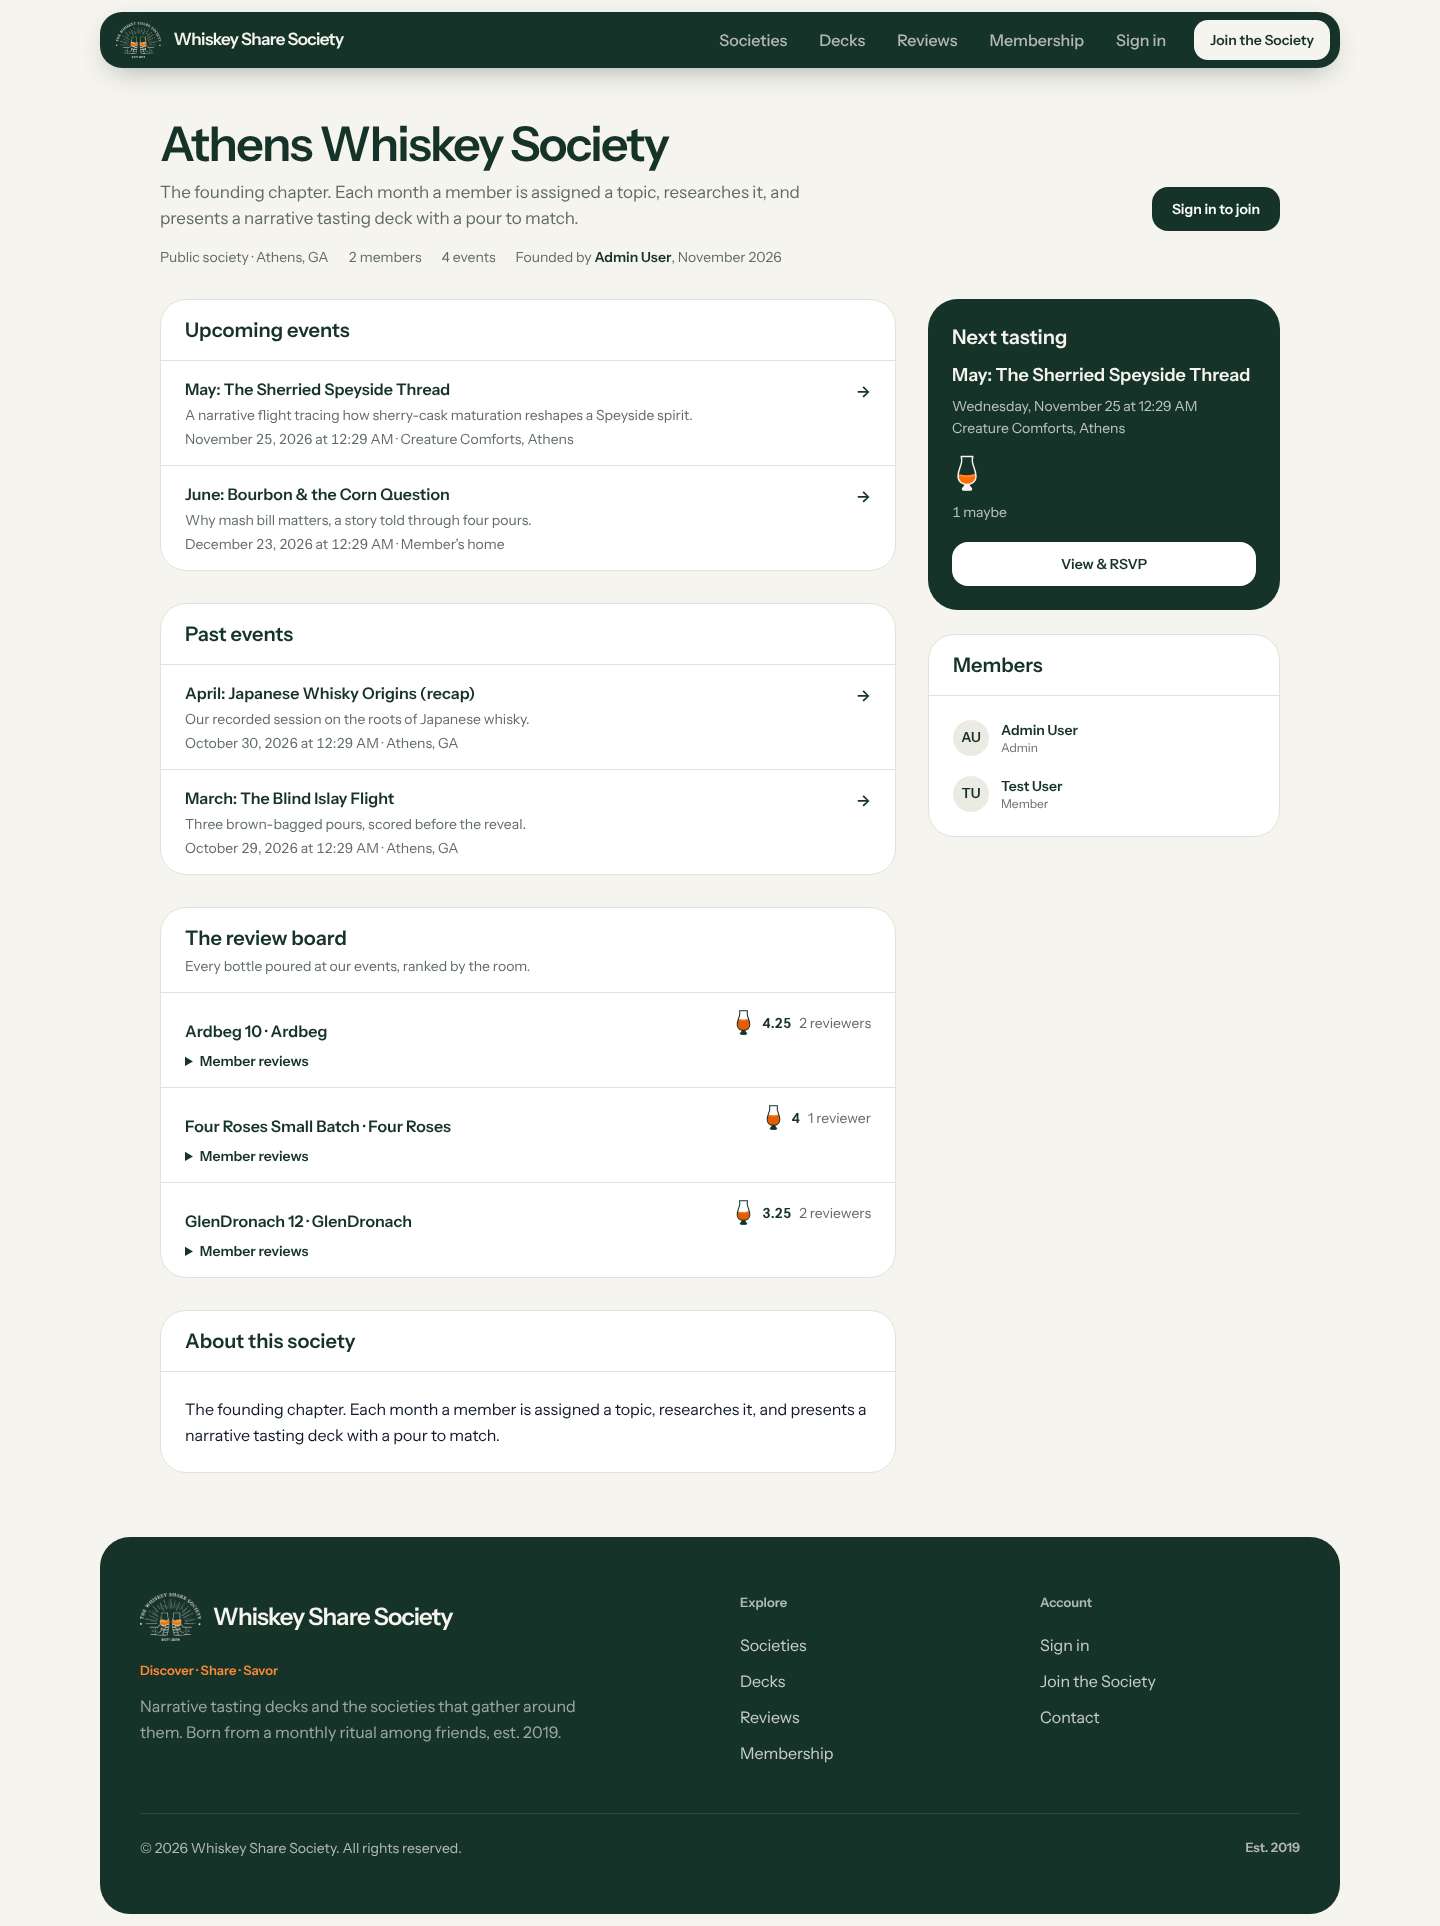 Whiskey Share Society
Societies
Decks
Reviews
Membership
Sign in
Join the Society
Athens Whiskey Society
The founding chapter. Each month a member is assigned a topic, researches it, and
presents a narrative tasting deck with a pour to match.
Sign in to join
Public society · Athens, GA 2 members 4 events Founded by Admin User, November 2026
Upcoming events
May: The Sherried Speyside Thread
→
A narrative flight tracing how sherry-cask maturation reshapes a Speyside spirit.
November 25, 2026 at 12:29 AM · Creature Comforts, Athens
June: Bourbon & the Corn Question
→
Why mash bill matters, a story told through four pours.
December 23, 2026 at 12:29 AM · Member's home
Past events
April: Japanese Whisky Origins (recap)
→
Our recorded session on the roots of Japanese whisky.
October 30, 2026 at 12:29 AM · Athens, GA
March: The Blind Islay Flight
→
Three brown-bagged pours, scored before the reveal.
October 29, 2026 at 12:29 AM · Athens, GA
The review board
Every bottle poured at our events, ranked by the room.
Ardbeg 10 · Ardbeg
4.25 2 reviewers
▶ Member reviews
Four Roses Small Batch · Four Roses
4 1 reviewer
▶ Member reviews
GlenDronach 12 · GlenDronach
3.25 2 reviewers
▶ Member reviews
About this society
The founding chapter. Each month a member is assigned a topic, researches it, and presents a
narrative tasting deck with a pour to match.
Next tasting
May: The Sherried Speyside Thread
Wednesday, November 25 at 12:29 AM
Creature Comforts, Athens
1 maybe
View & RSVP
Members
AU
Admin User
Admin
TU
Test User
Member
THE WHISKEY SHARE SOCIETY
Whiskey Share Society
Discover · Share · Savor
Narrative tasting decks and the societies that gather around
them. Born from a monthly ritual among friends, est. 2019.
Explore
Societies
Decks
Reviews
Membership
Account
Sign in
Join the Society
Contact
© 2026 Whiskey Share Society. All rights reserved.
Est. 2019